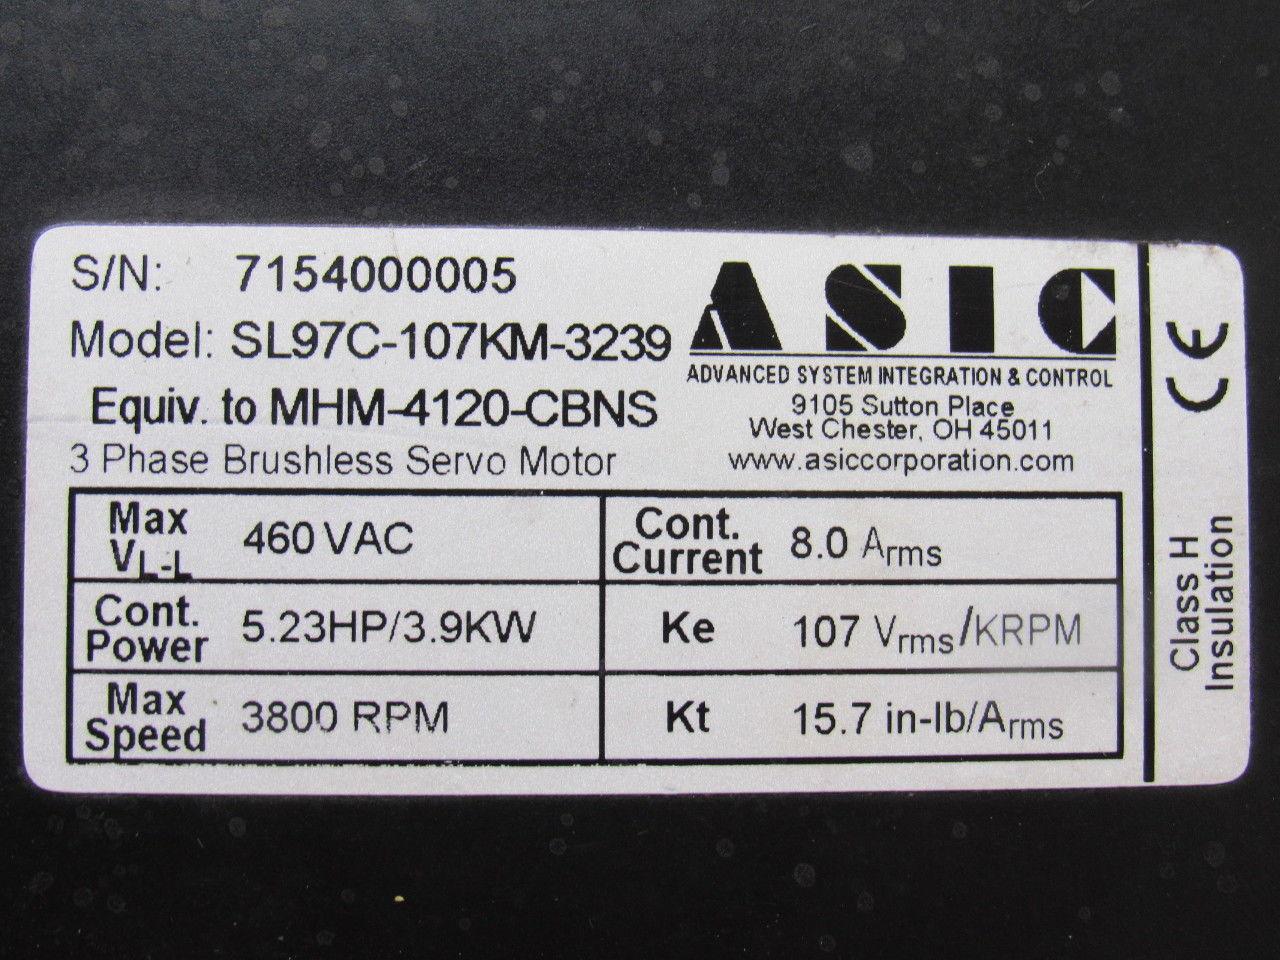 S/N: 7154000005
Model: SL97C-107KM-3239
Equiv. to MHM-4120-CBNS
3 Phase Brushless Servo Motor
ASIC
ADVANCED SYSTEM INTEGRATION & CONTROL
9105 Sutton Place
West Chester, OH 45011
www.asiccorporation.com
Max VL-L 460 VAC
Cont. Current 8.0 Arms
Cont. Power 5.23HP/3.9KW
Ke 107 Vrms/KRPM
Max Speed 3800 RPM
Kt 15.7 in-lb/Arms
CE
Class H
Insulation